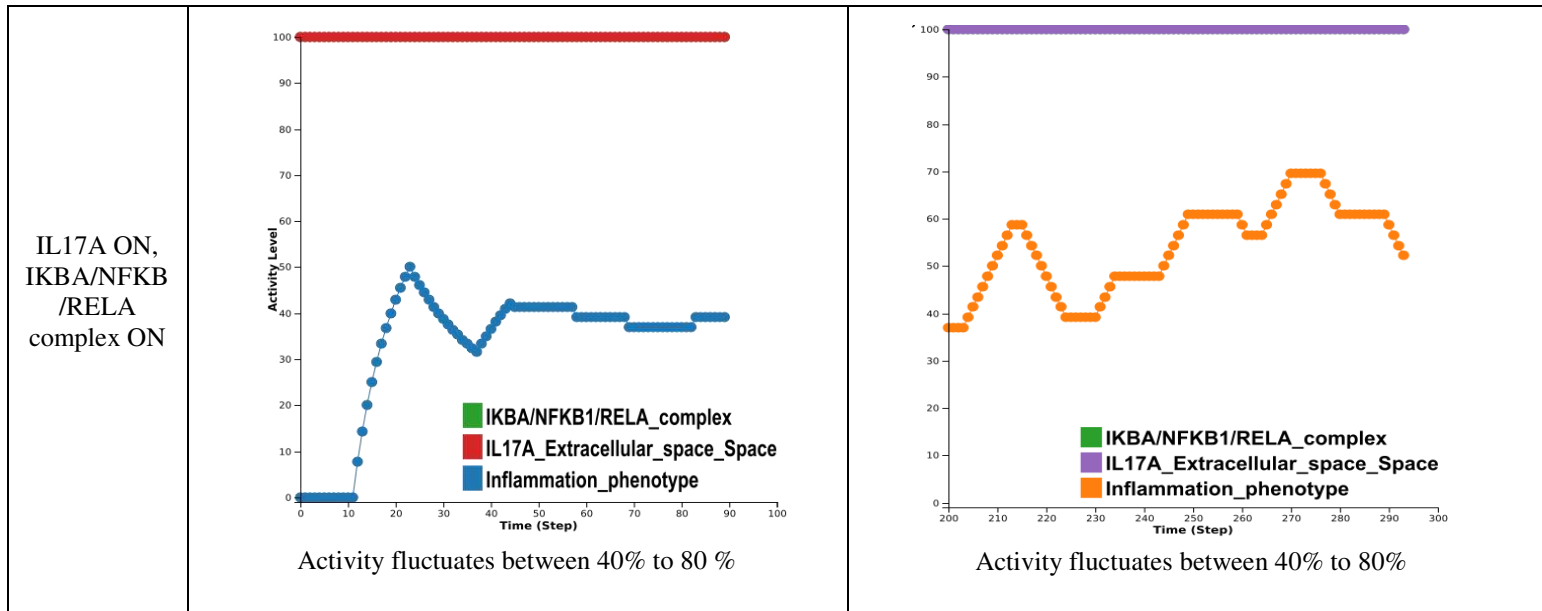 IL17A ON,
IKBA/NFKB
/RELA
complex ON
Activity Level
100
90
80
70
60
50
40
30
20
10
0
0 10 20 30 40 50 60 70 80 90 100
Time (Step)
IKBA/NFKB1/RELA_complex
IL17A_Extracellular_space_Space
Inflammation_phenotype
Activity fluctuates between 40% to 80 %
100
90
80
70
60
50
40
30
20
10
0
200 210 220 230 240 250 260 270 280 290 300
Time (Step)
IKBA/NFKB1/RELA_complex
IL17A_Extracellular_space_Space
Inflammation_phenotype
Activity fluctuates between 40% to 80%